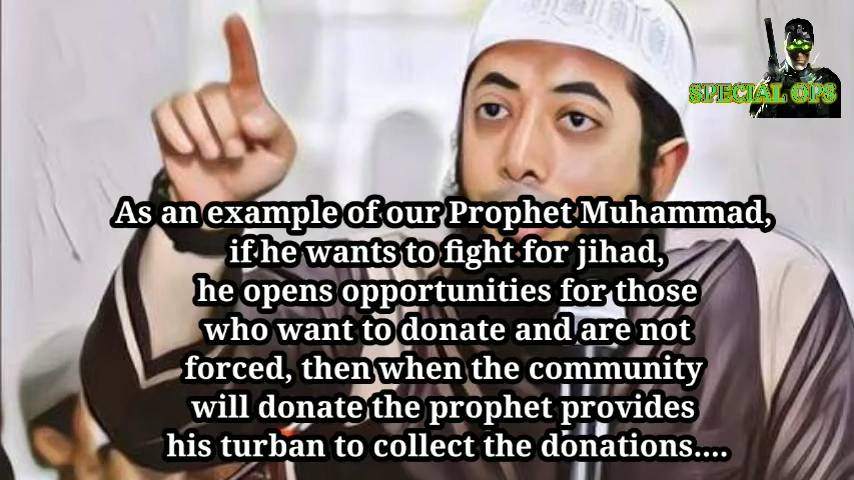 SPECIAL OPS
As an example of our Prophet Muhammad,
if he wants to fight for jihad,
he opens opportunities for those
who want to donate and are not
forced, then when the community
will donate the prophet provides
his turban to collect the donations....